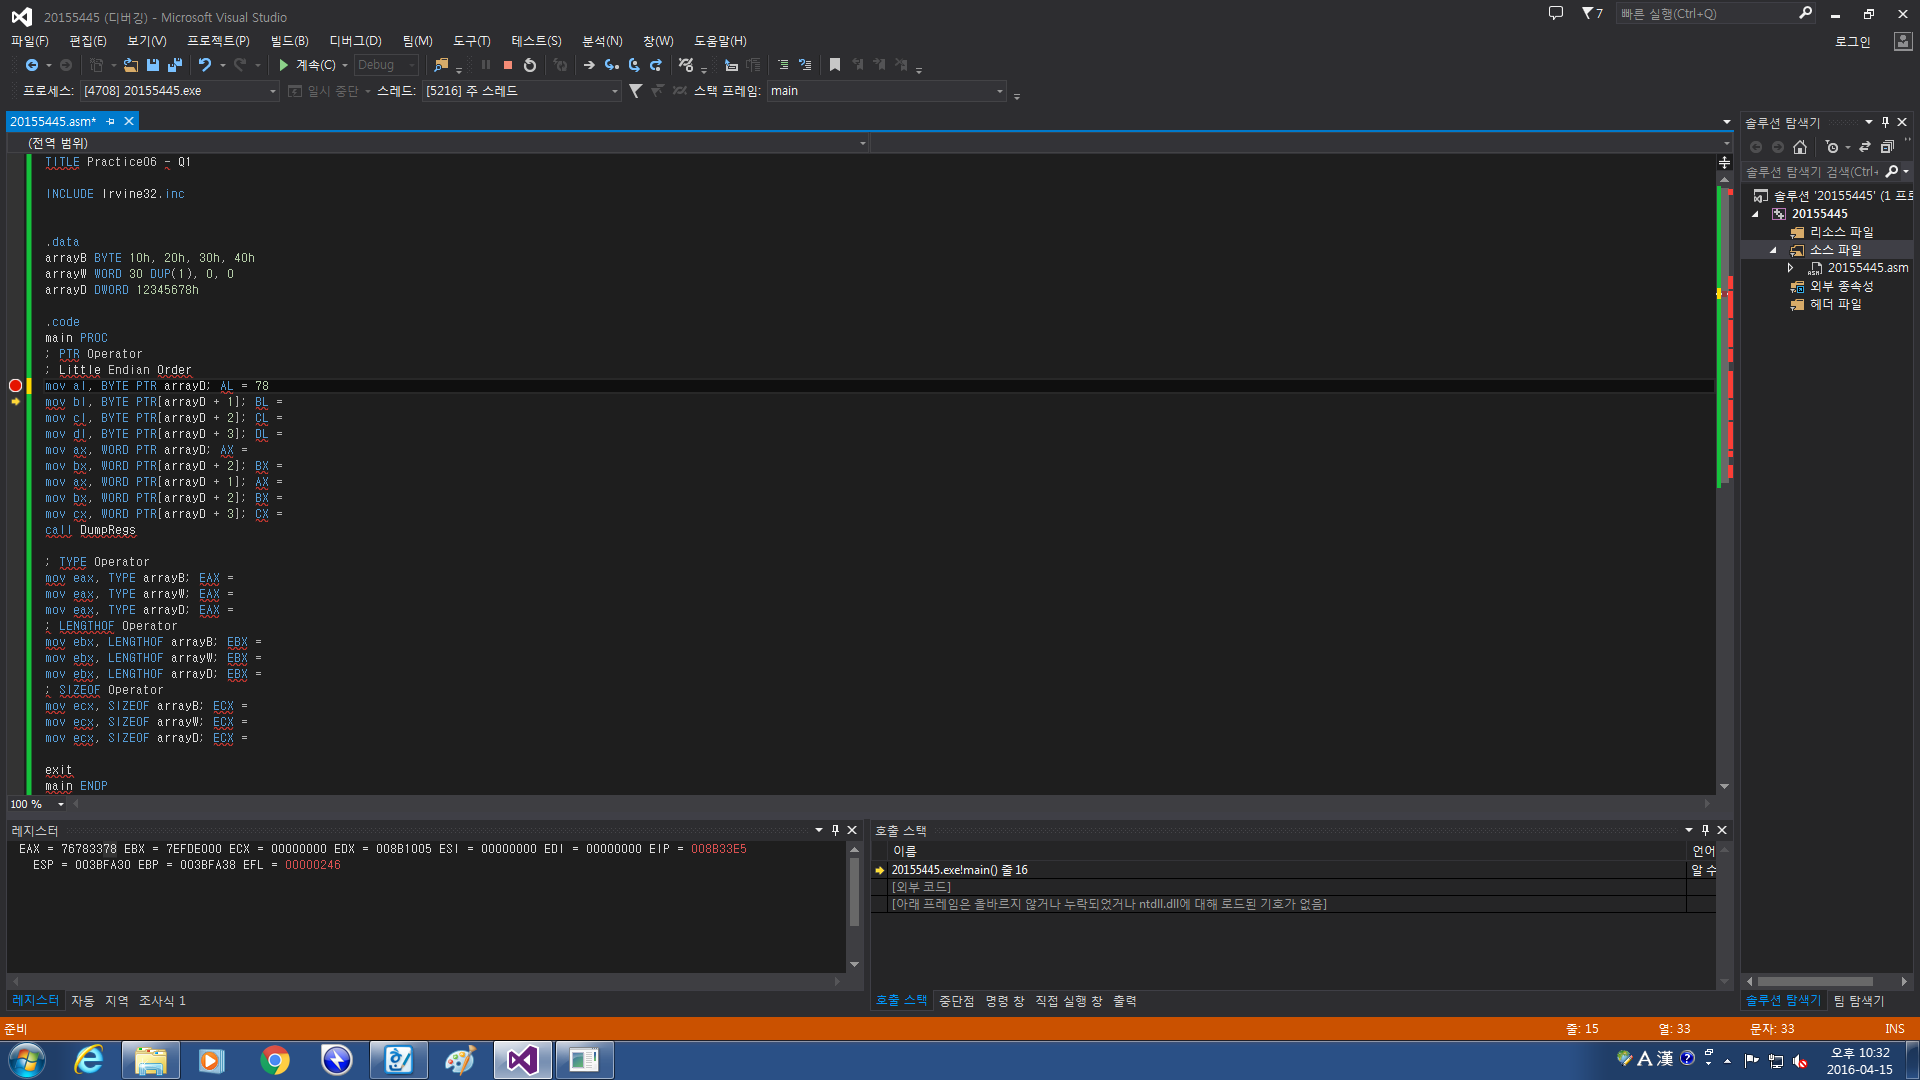 20155445 (디버깅) - Microsoft Visual Studio
7
빠른 실행(Ctrl+Q)
파일(F) 편집(E) 보기(V) 프로젝트(P) 빌드(B) 디버그(D) 팀(M) 도구(T) 테스트(S) 분석(N) 창(W) 도움말(H)
로그인
계속(C) Debug
프로세스: [4708] 20155445.exe 일시 중단 스레드: [5216] 주 스레드 스택 프레임: main
20155445.asm*
(전역 범위)
TITLE Practice06 - Q1
INCLUDE Irvine32.inc
.data
arrayB BYTE 10h, 20h, 30h, 40h
arrayW WORD 30 DUP(1), 0, 0
arrayD DWORD 12345678h
.code
main PROC
; PTR Operator
; Little Endian Order
mov al, BYTE PTR arrayD; AL = 78
mov bl, BYTE PTR[arrayD + 1]; BL =
mov cl, BYTE PTR[arrayD + 2]; CL =
mov dl, BYTE PTR[arrayD + 3]; DL =
mov ax, WORD PTR arrayD; AX =
mov bx, WORD PTR[arrayD + 2]; BX =
mov ax, WORD PTR[arrayD + 1]; AX =
mov bx, WORD PTR[arrayD + 2]; BX =
mov cx, WORD PTR[arrayD + 3]; CX =
call DumpRegs
; TYPE Operator
mov eax, TYPE arrayB; EAX =
mov eax, TYPE arrayW; EAX =
mov eax, TYPE arrayD; EAX =
; LENGTHOF Operator
mov ebx, LENGTHOF arrayB; EBX =
mov ebx, LENGTHOF arrayW; EBX =
mov ebx, LENGTHOF arrayD; EBX =
; SIZEOF Operator
mov ecx, SIZEOF arrayB; ECX =
mov ecx, SIZEOF arrayW; ECX =
mov ecx, SIZEOF arrayD; ECX =
exit
main ENDP
100 %
솔루션 탐색기
솔루션 탐색기 검색(Ctrl+
솔루션 '20155445' (1 프로
20155445
리소스 파일
소스 파일
20155445.asm
외부 종속성
헤더 파일
솔루션 탐색기 팀 탐색기
레지스터
EAX = 76783378 EBX = 7EFDE000 ECX = 00000000 EDX = 008B1005 ESI = 00000000 EDI = 00000000 EIP = 008B33E5
ESP = 003BFA30 EBP = 003BFA38 EFL = 00000246
레지스터 자동 지역 조사식 1
호출 스택
이름 언어
20155445.exe!main() 줄 16 알 수
[외부 코드]
[아래 프레임은 올바르지 않거나 누락되었거나 ntdll.dll에 대해 로드된 기호가 없음]
호출 스택 중단점 명령 창 직접 실행 창 출력
준비 줄: 15 열: 33 문자: 33 INS
A 漢
오후 10:32
2016-04-15